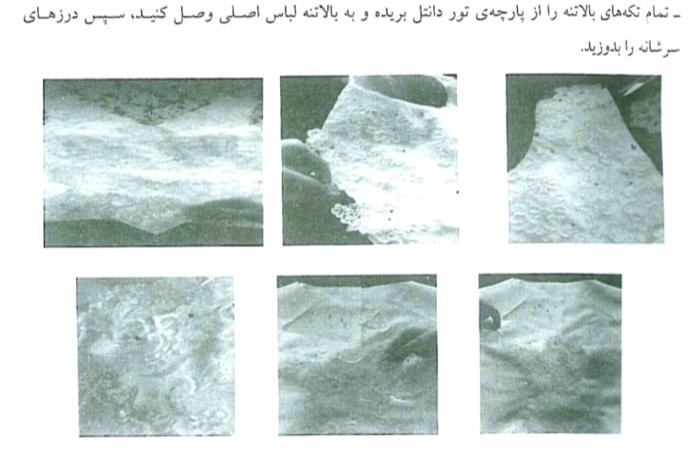 ـ تمام تکه‌های بالاتنه را از پارچه‌ی تور دانتل بریده و به بالاتنه لباس اصلی وصل کنید، سپس درزهای
سرشانه را بدوزید.